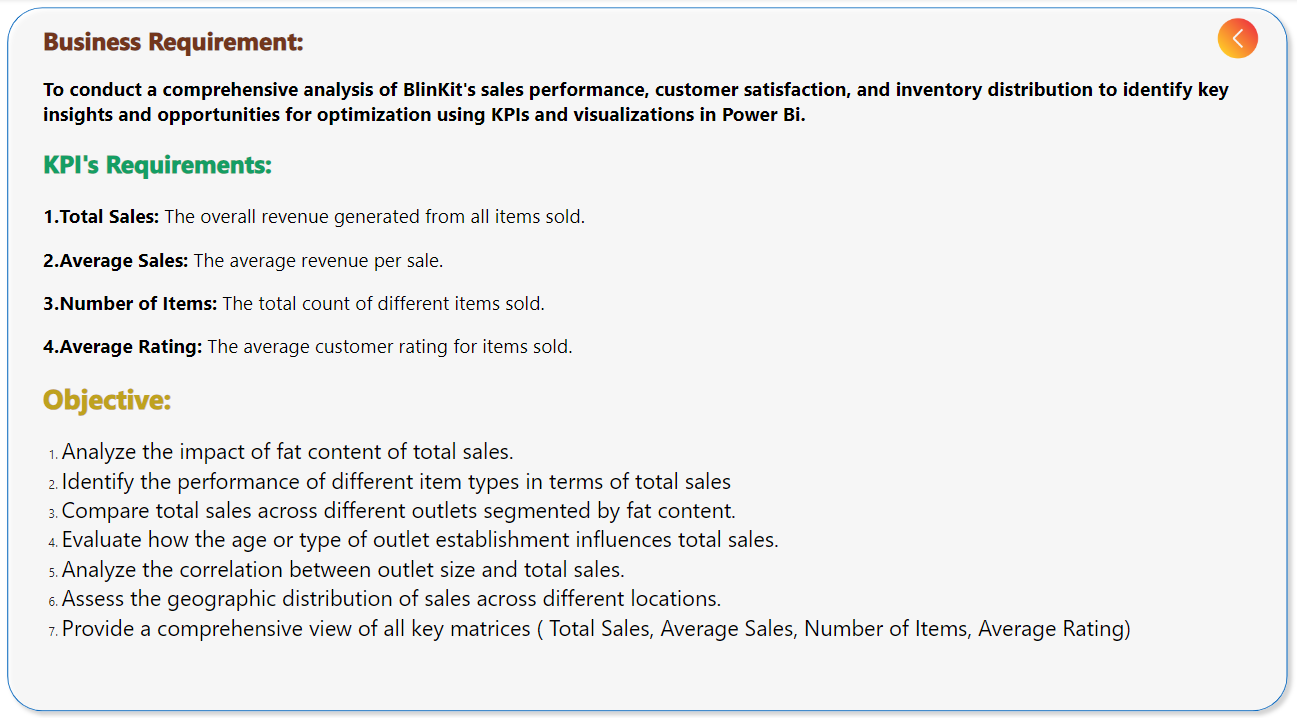 Business Requirement:
To conduct a comprehensive analysis of BlinKit's sales performance, customer satisfaction, and inventory distribution to identify key
insights and opportunities for optimization using KPIs and visualizations in Power Bi.
KPI's Requirements:
1.Total Sales: The overall revenue generated from all items sold.
2.Average Sales: The average revenue per sale.
3.Number of Items: The total count of different items sold.
4.Average Rating: The average customer rating for items sold.
Objective:
1. Analyze the impact of fat content of total sales.
2. Identify the performance of different item types in terms of total sales
3. Compare total sales across different outlets segmented by fat content.
4. Evaluate how the age or type of outlet establishment influences total sales.
5. Analyze the correlation between outlet size and total sales.
6. Assess the geographic distribution of sales across different locations.
7. Provide a comprehensive view of all key matrices ( Total Sales, Average Sales, Number of Items, Average Rating)